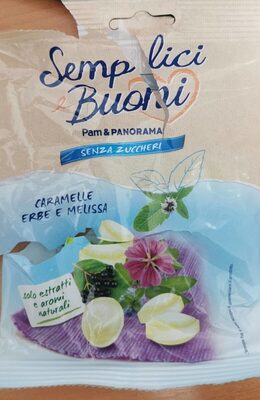 Semplici
e Buoni
Pam & PANORAMA
SENZA ZUCCHERI
CARAMELLE
ERBE E MELISSA
solo estratti
e aromi
naturali